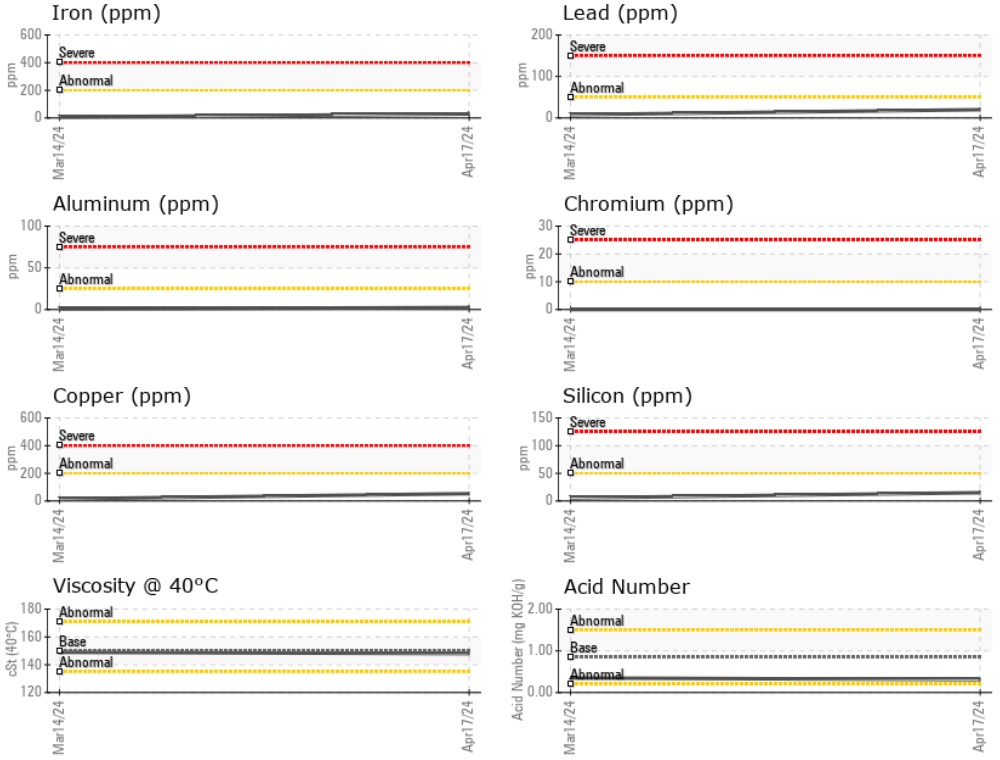 Iron (ppm)
600
400
200
0
ppm
Severe
Abnormal
Mar14/24
Apr17/24
Lead (ppm)
200
100
0
ppm
Severe
Abnormal
Mar14/24
Apr17/24
Aluminum (ppm)
100
50
0
ppm
Severe
Abnormal
Mar14/24
Apr17/24
Chromium (ppm)
30
20
10
0
ppm
Severe
Abnormal
Mar14/24
Apr17/24
Copper (ppm)
600
400
200
0
ppm
Severe
Abnormal
Mar14/24
Apr17/24
Silicon (ppm)
150
100
50
0
ppm
Severe
Abnormal
Mar14/24
Apr17/24
Viscosity @ 40°C
180
160
140
120
cSt (40°C)
Abnormal
Base
Abnormal
Mar14/24
Apr17/24
Acid Number
2.00
1.00
0.00
Acid Number (mg KOH/g)
Abnormal
Base
Abnormal
Mar14/24
Apr17/24